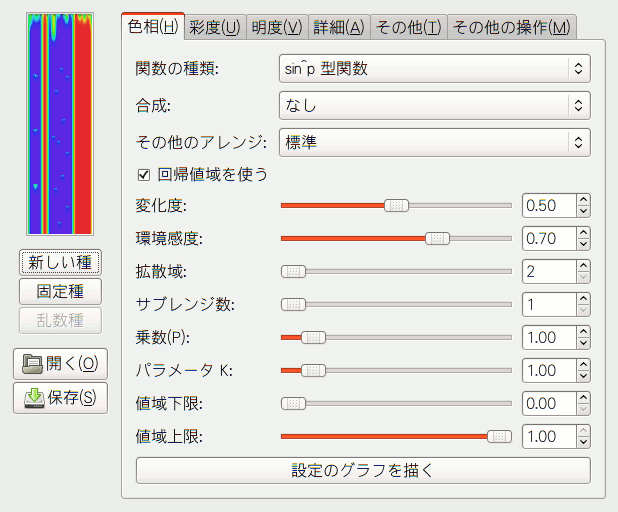 色相(H) 彩度(U) 明度(V) 詳細(A) その他(T) その他の操作(M)
関数の種類: sin^p 型関数
合成: なし
その他のアレンジ: 標準
回帰値域を使う
変化度: 0.50
環境感度: 0.70
拡散域: 2
サブレンジ数: 1
乗数(P): 1.00
パラメータ K: 1.00
値域下限: 0.00
値域上限: 1.00
設定のグラフを描く
新しい種
固定種
乱数種
開く(O)
保存(S)